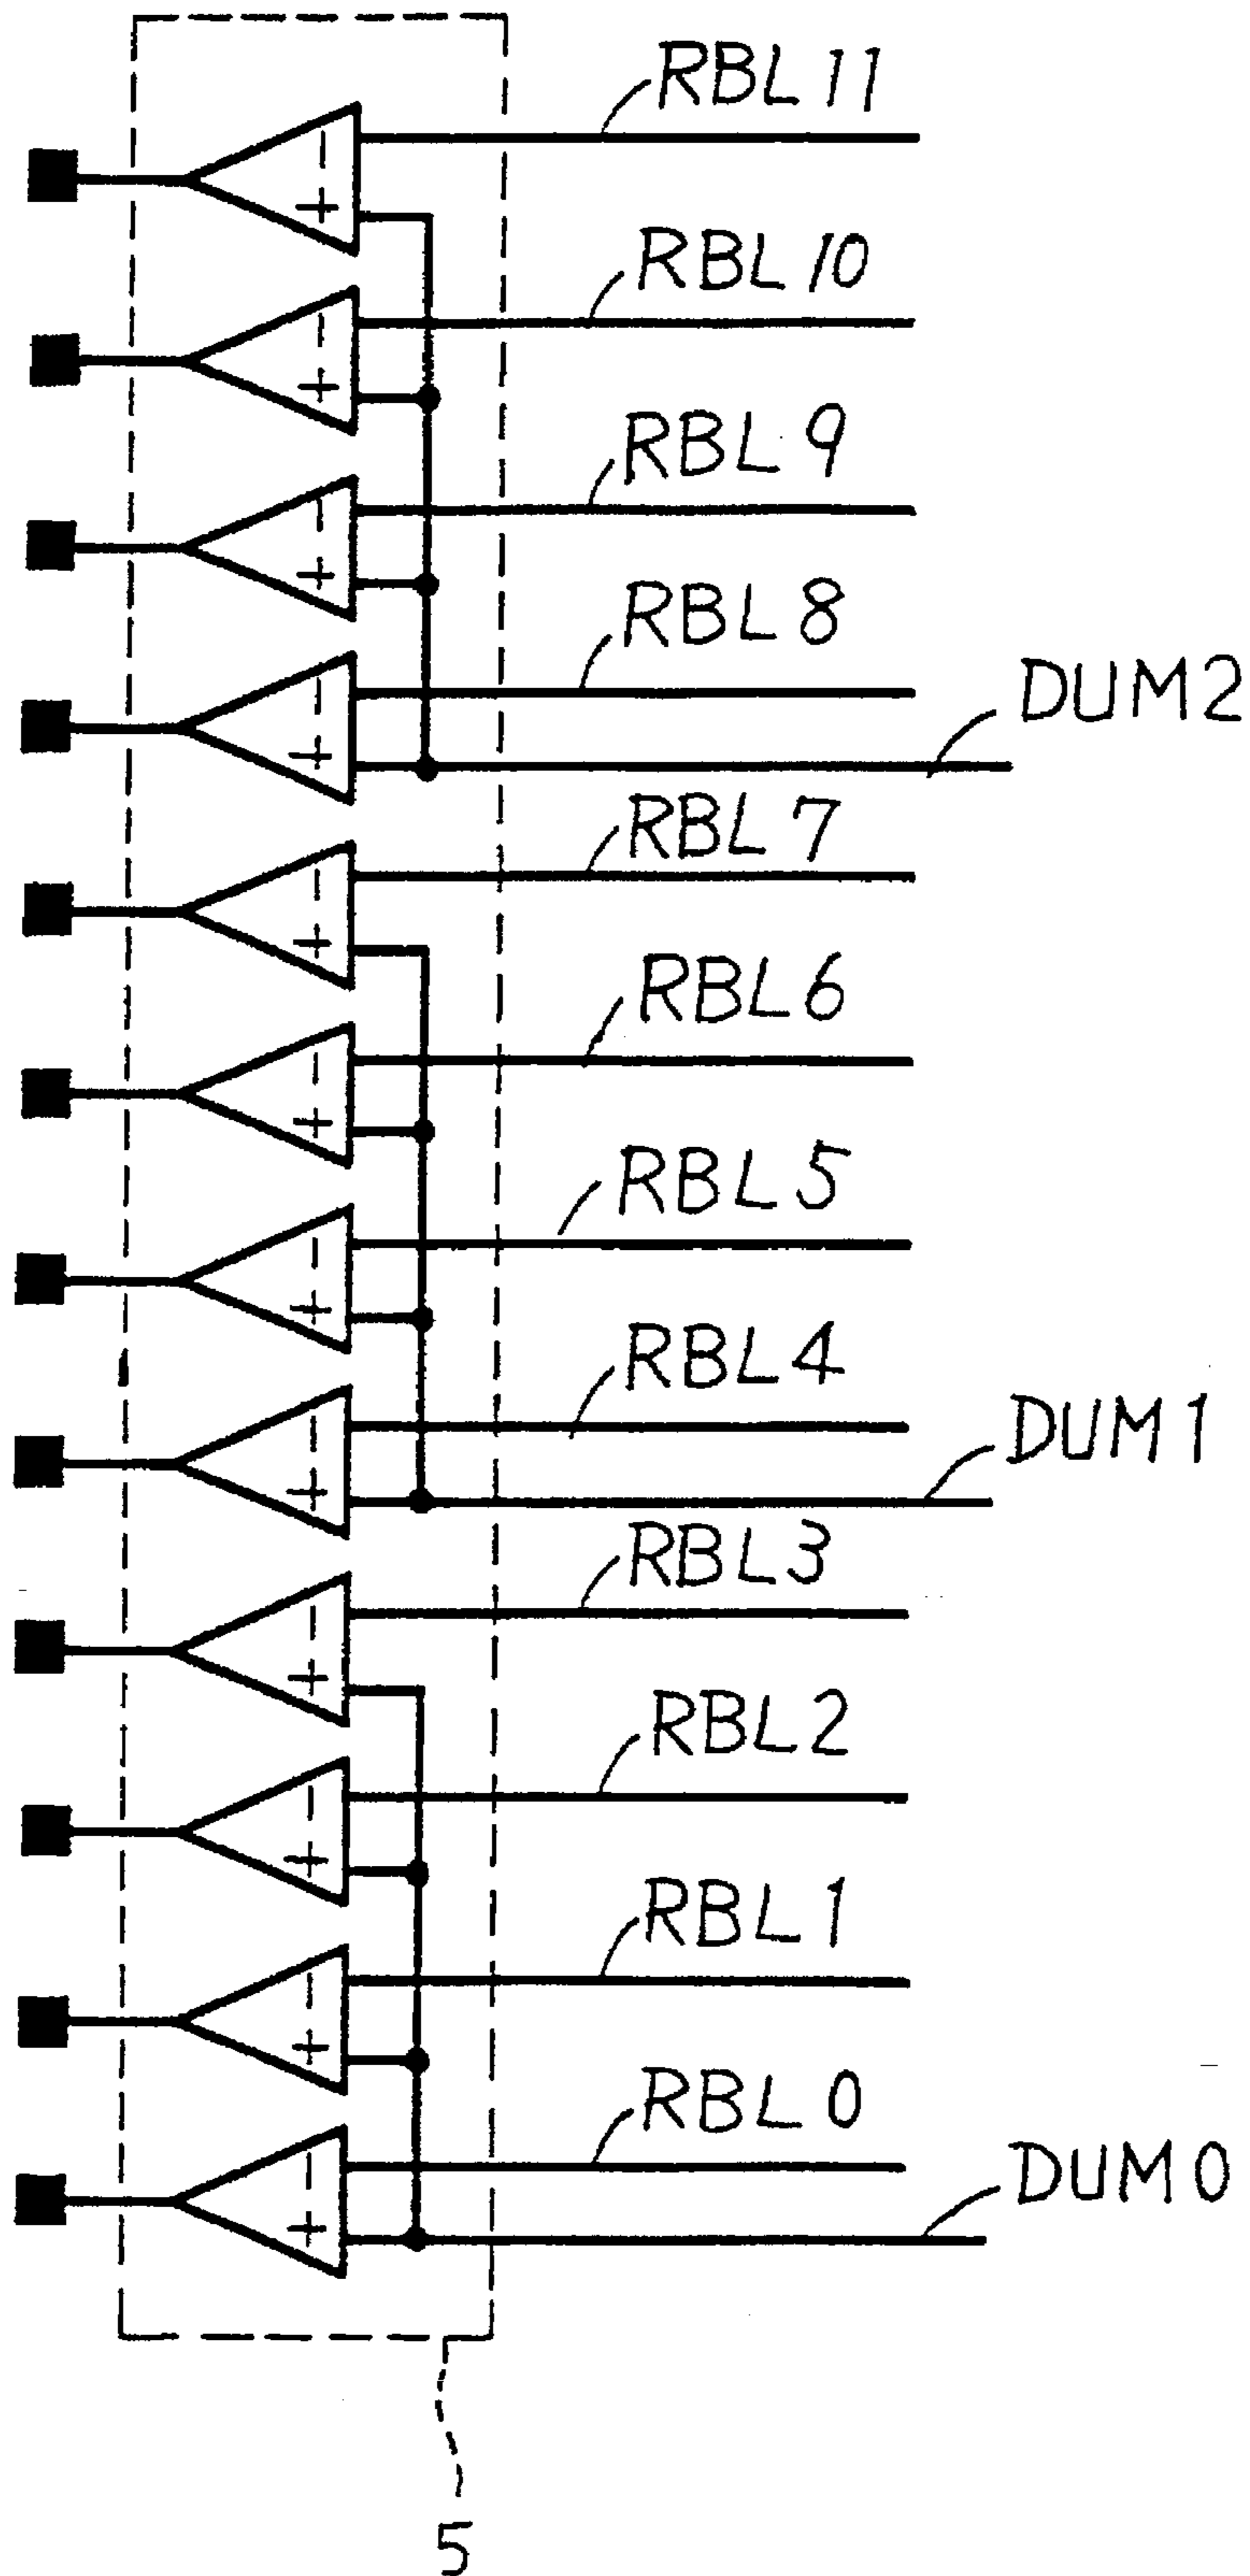 RBL11
- +
RBL10
- +
RBL9
- +
RBL8
- +
DUM2
RBL7
- +
RBL6
- +
RBL5
- +
RBL4
- +
DUM1
RBL3
- +
RBL2
- +
RBL1
- +
RBL0
- +
DUM0
5